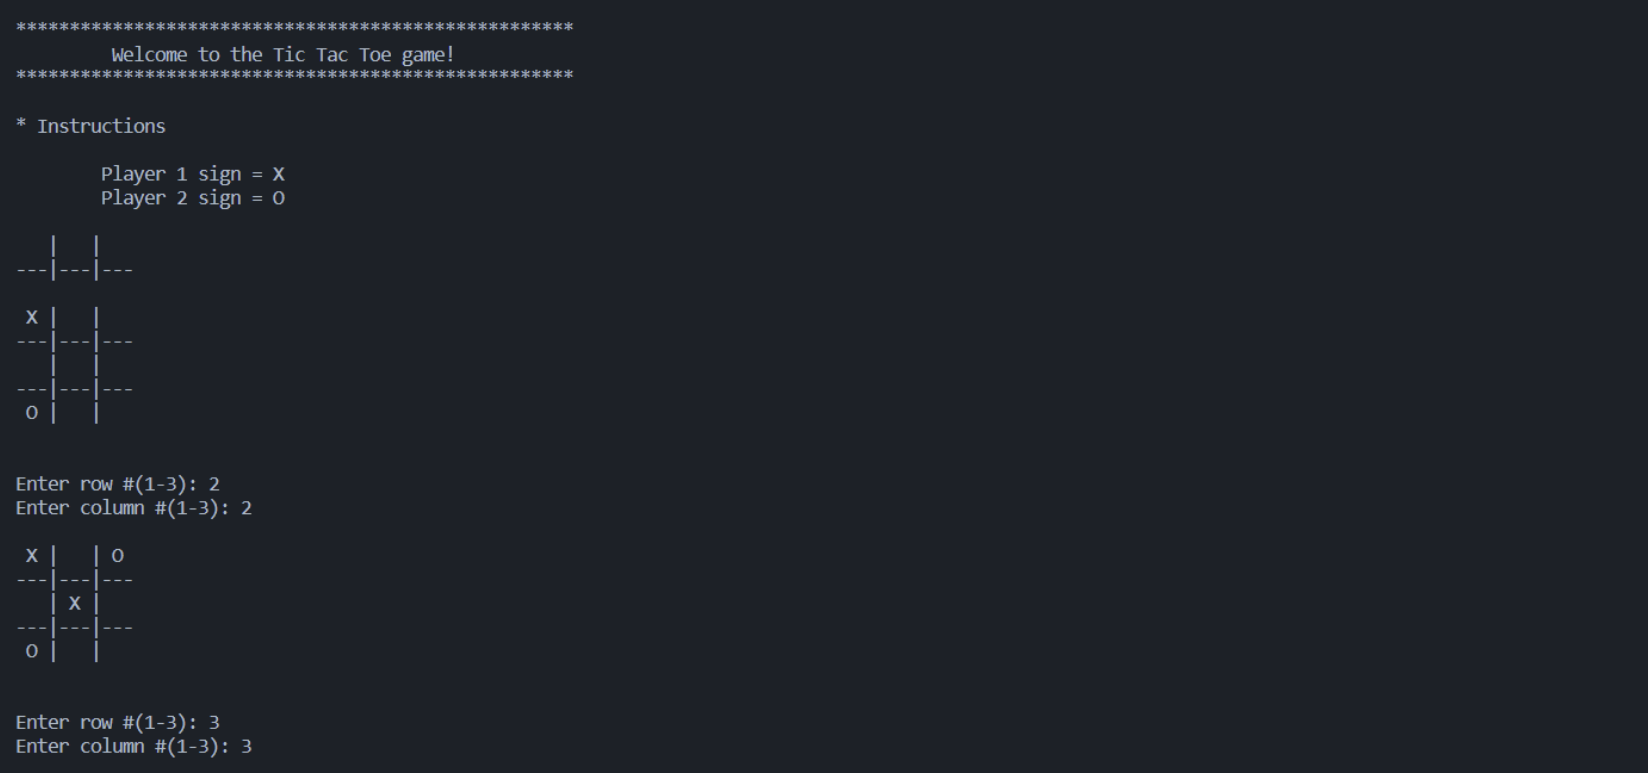 ****************************************************
         Welcome to the Tic Tac Toe game!
****************************************************

* Instructions

        Player 1 sign = X
        Player 2 sign = O

   |   |
---|---|---

 X |   |
---|---|---
   |   |
---|---|---
 O |   |


Enter row #(1-3): 2
Enter column #(1-3): 2

 X |   | O
---|---|---
   | X |
---|---|---
 O |   |


Enter row #(1-3): 3
Enter column #(1-3): 3